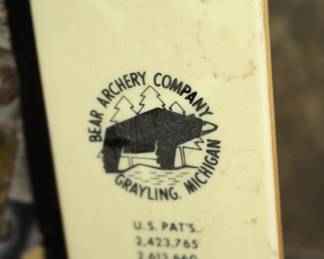 BEAR ARCHERY COMPANY
GRAYLING, MICHIGAN
U.S. PAT'S.
2,423,765